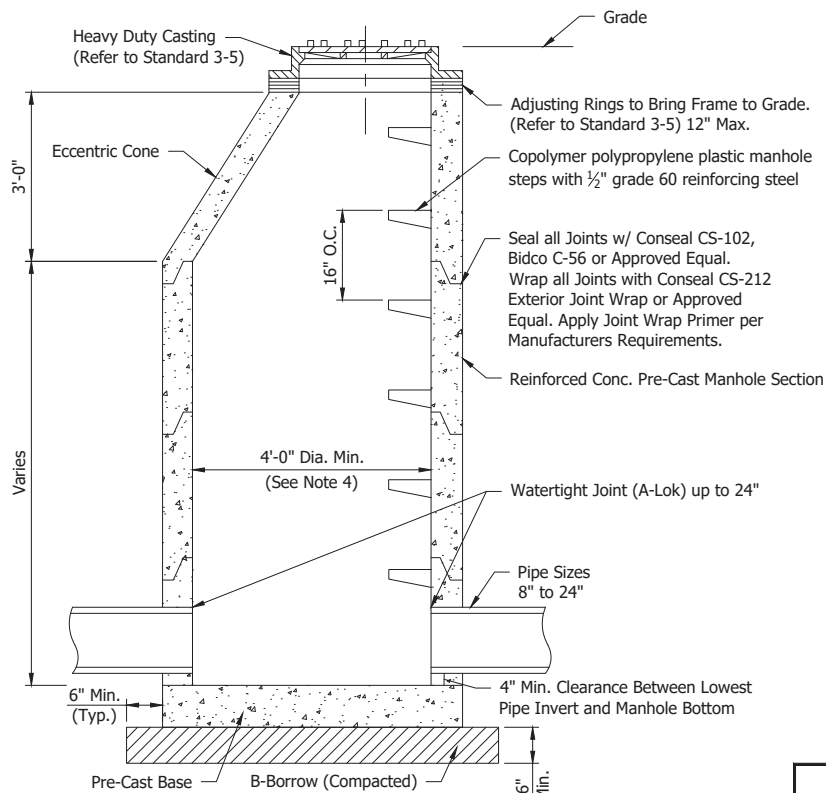 Grade
Heavy Duty Casting
(Refer to Standard 3-5)
Adjusting Rings to Bring Frame to Grade.
(Refer to Standard 3-5) 12" Max.
Eccentric Cone
3'-0"
Copolymer polypropylene plastic manhole
steps with ½" grade 60 reinforcing steel
16" O.C.
Seal all Joints w/ Conseal CS-102,
Bidco C-56 or Approved Equal.
Wrap all Joints with Conseal CS-212
Exterior Joint Wrap or Approved
Equal. Apply Joint Wrap Primer per
Manufacturers Requirements.
Reinforced Conc. Pre-Cast Manhole Section
Varies
4'-0" Dia. Min.
(See Note 4)
Watertight Joint (A-Lok) up to 24"
Pipe Sizes
8" to 24"
6" Min.
(Typ.)
4" Min. Clearance Between Lowest
Pipe Invert and Manhole Bottom
Pre-Cast Base
B-Borrow (Compacted)
6"
Min.